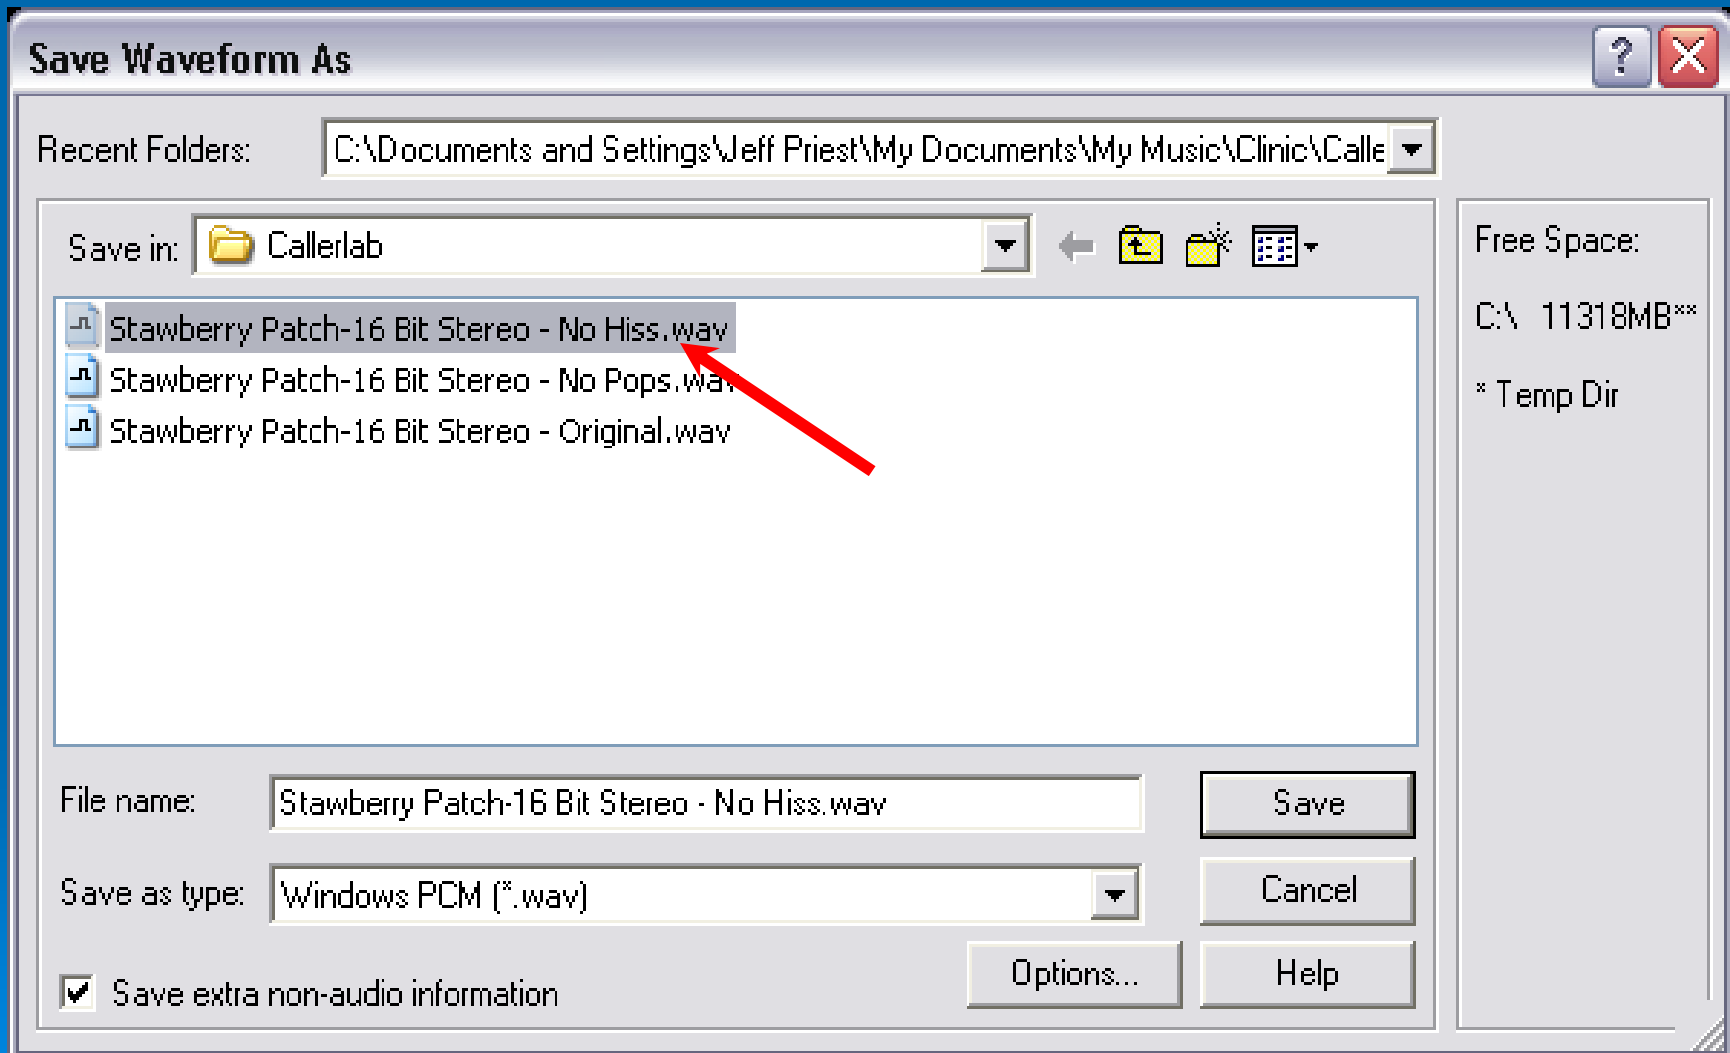 Save Waveform As
Recent Folders: C:\Documents and Settings\Jeff Priest\My Documents\My Music\Clinic\Calle
Save in: Callerlab
Free Space:
C:\ 11318MB**
* Temp Dir
Stawberry Patch-16 Bit Stereo - No Hiss.wav
Stawberry Patch-16 Bit Stereo - No Pops.wav
Stawberry Patch-16 Bit Stereo - Original.wav
File name: Stawberry Patch-16 Bit Stereo - No Hiss.wav
Save
Save as type: Windows PCM (*.wav)
Cancel
Save extra non-audio information
Options...
Help